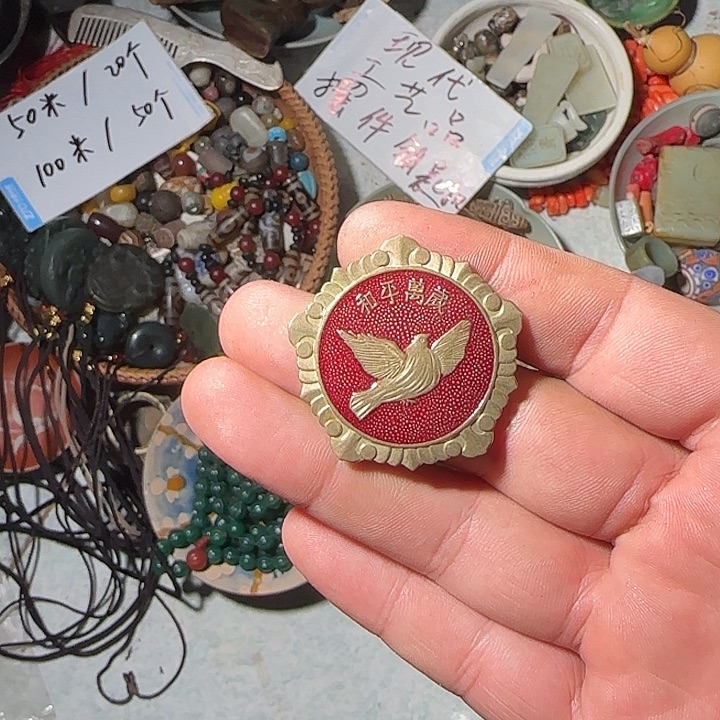 50米 / 20个
100米 / 50个
现代
工艺品
摆件
和平萬歲